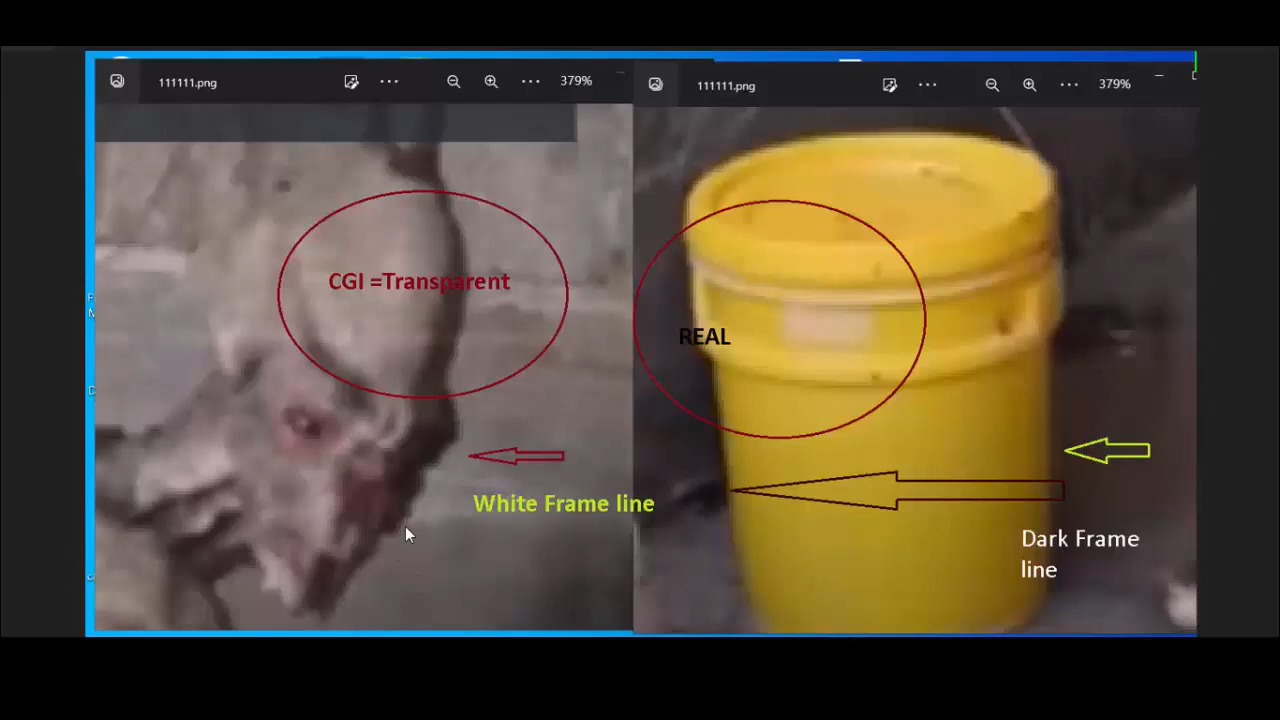 111111.png
379%
111111.png
379%
CGI =Transparent
REAL
White Frame line
Dark Frame
line